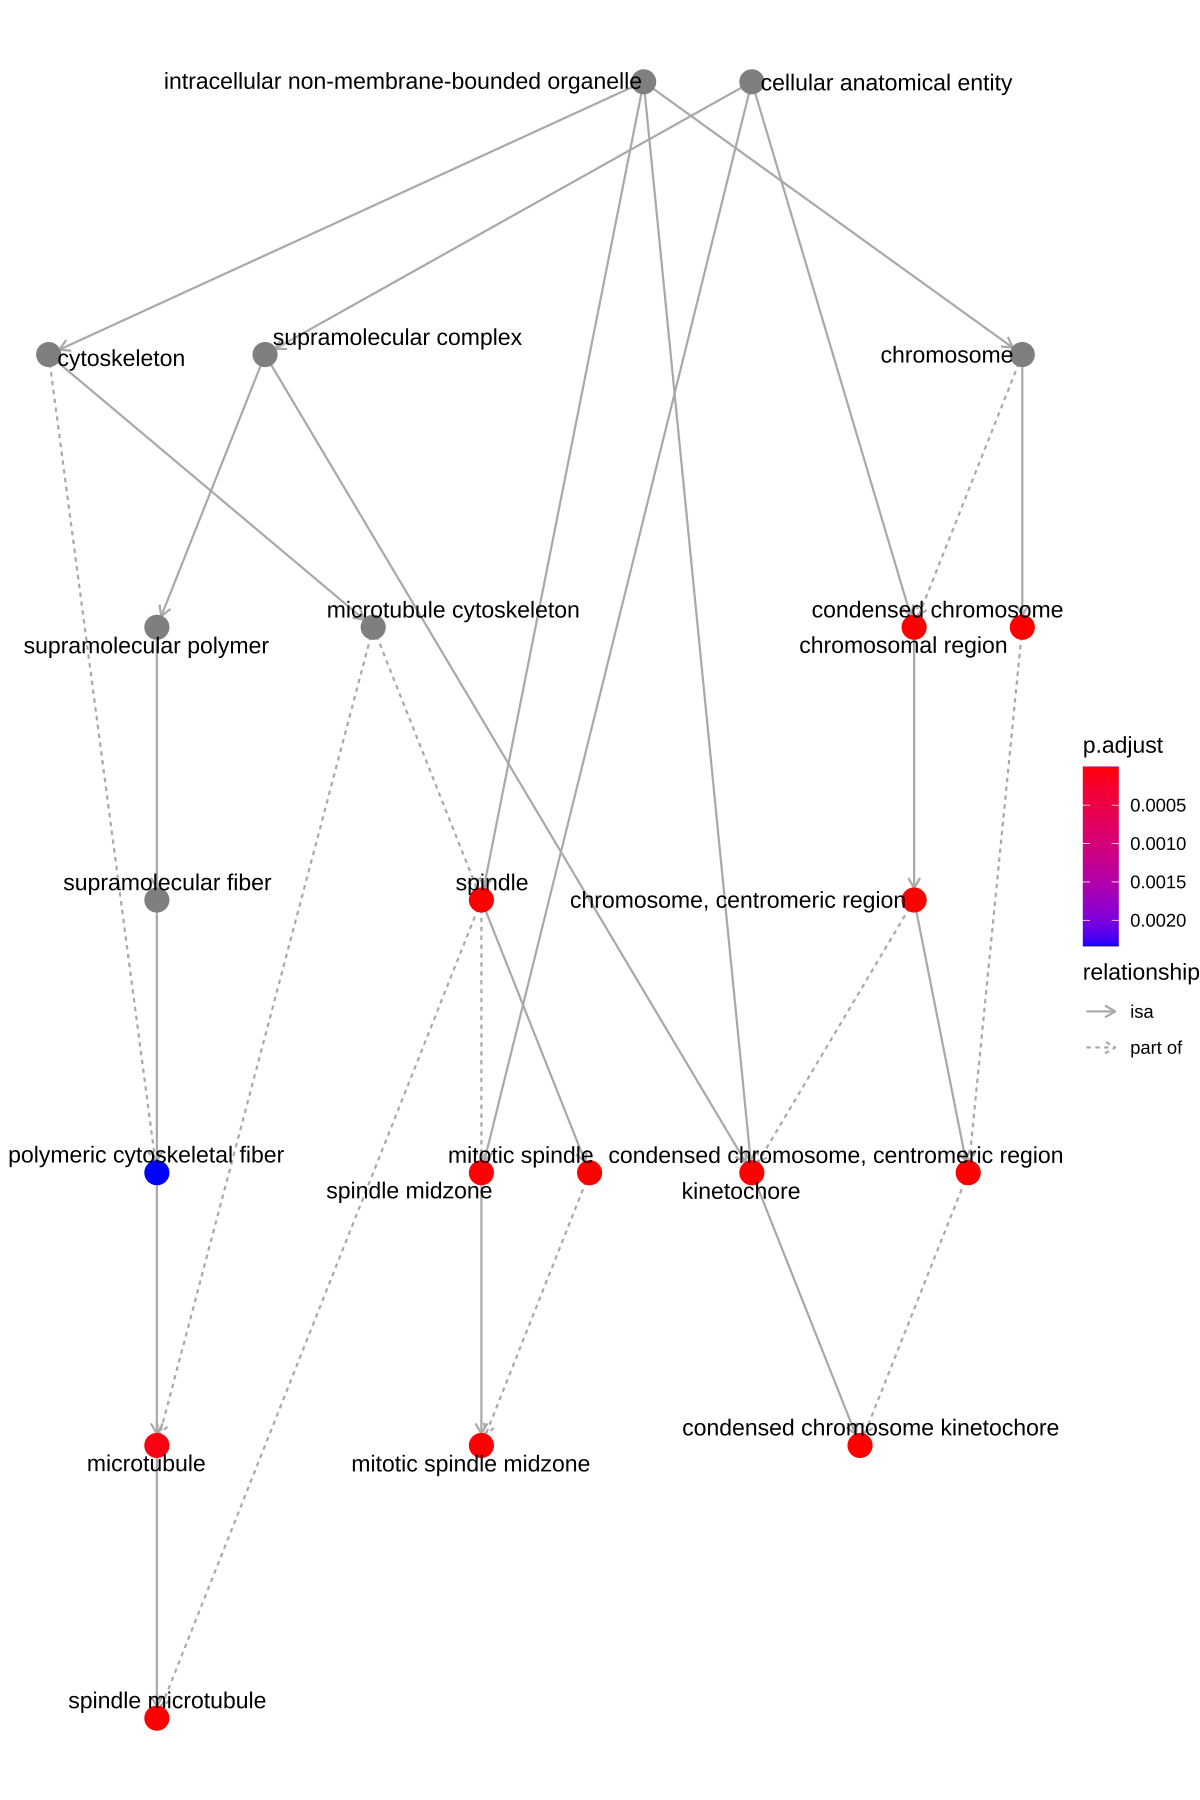 intracellular non-membrane-bounded organelle
cellular anatomical entity
supramolecular complex
cytoskeleton
chromosome
microtubule cytoskeleton
condensed chromosome
supramolecular polymer
chromosomal region
p.adjust
0.0005
0.0010
0.0015
0.0020
relationship
isa
part of
supramolecular fiber
spindle
chromosome, centromeric region
polymeric cytoskeletal fiber
mitotic spindle
condensed chromosome, centromeric region
spindle midzone
kinetochore
condensed chromosome kinetochore
microtubule
mitotic spindle midzone
spindle microtubule